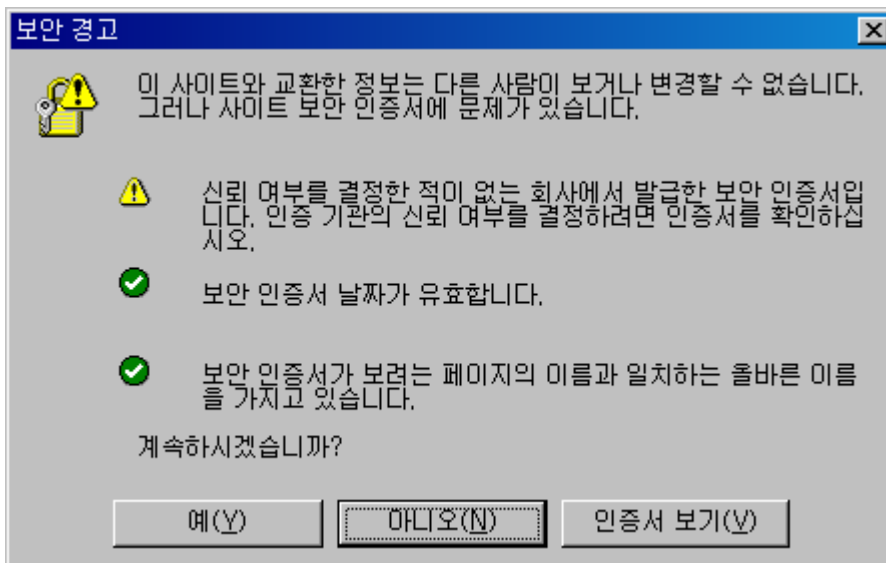 보안 경고
이 사이트와 교환한 정보는 다른 사람이 보거나 변경할 수 없습니다.
그러나 사이트 보안 인증서에 문제가 있습니다.
신뢰 여부를 결정한 적이 없는 회사에서 발급한 보안 인증서입
니다. 인증 기관의 신뢰 여부를 결정하려면 인증서를 확인하십
시오.
보안 인증서 날짜가 유효합니다.
보안 인증서가 보려는 페이지의 이름과 일치하는 올바른 이름
을 가지고 있습니다.
계속하시겠습니까?
예(Y) 아니오(N) 인증서 보기(V)